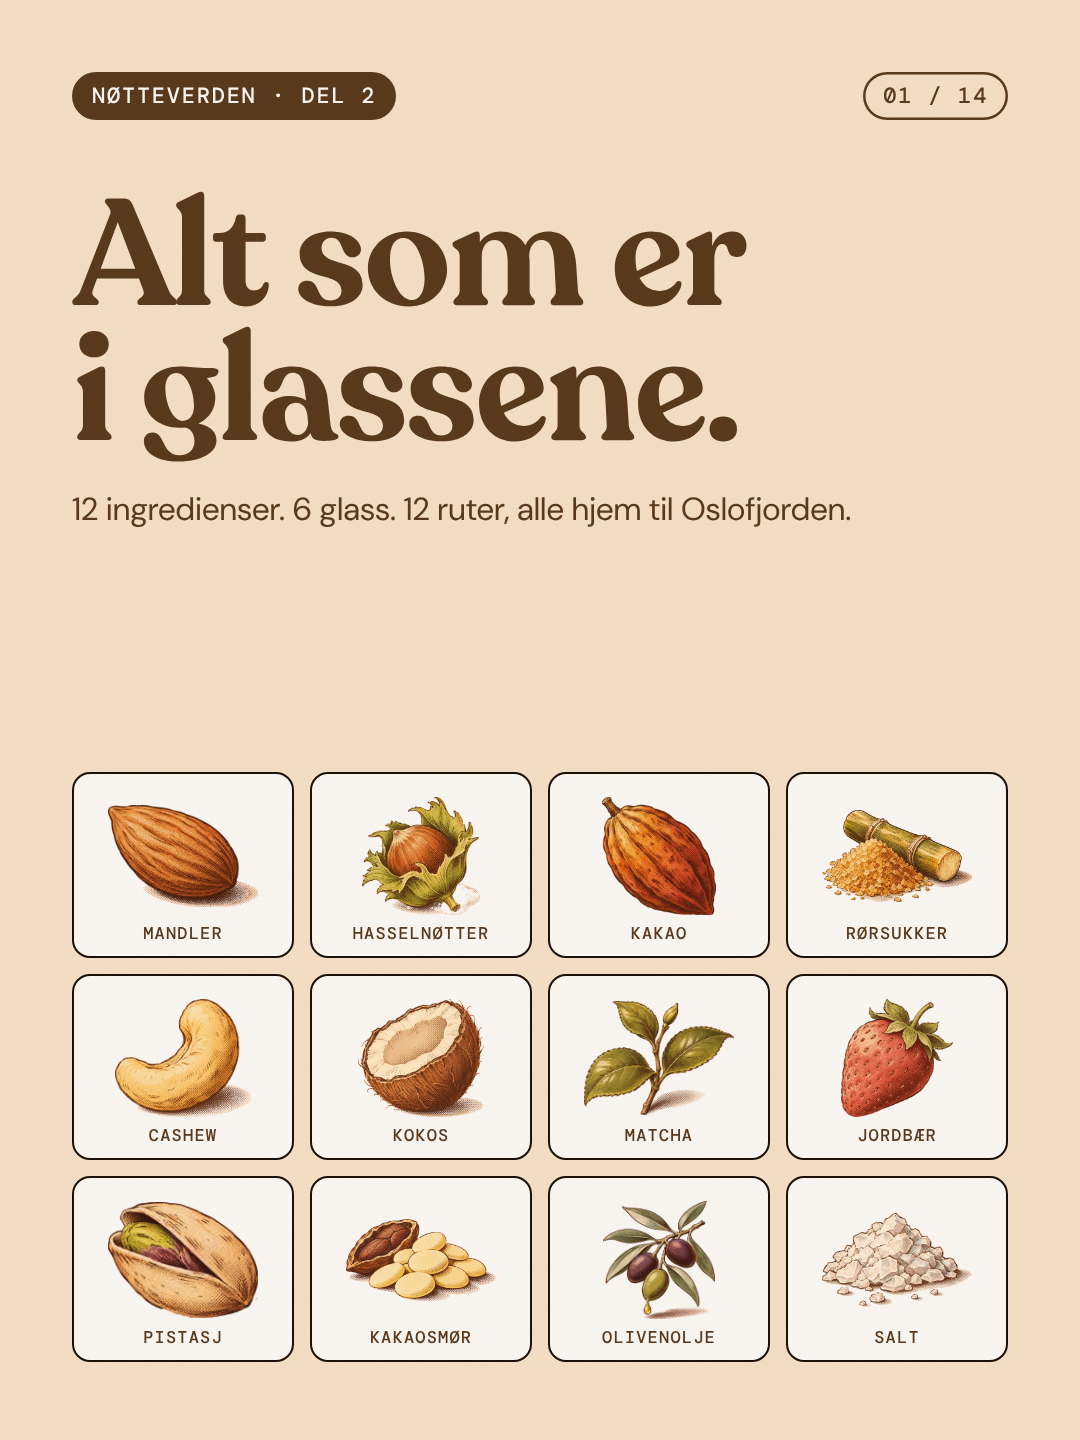 NØTTEVERDEN · DEL 2
01 / 14
Alt som er
i glassene.
12 ingredienser. 6 glass. 12 ruter, alle hjem til Oslofjorden.
MANDLER
HASSELNØTTER
KAKAO
RØRSUKKER
CASHEW
KOKOS
MATCHA
JORDBÆR
PISTASJ
KAKAOSMØR
OLIVENOLJE
SALT